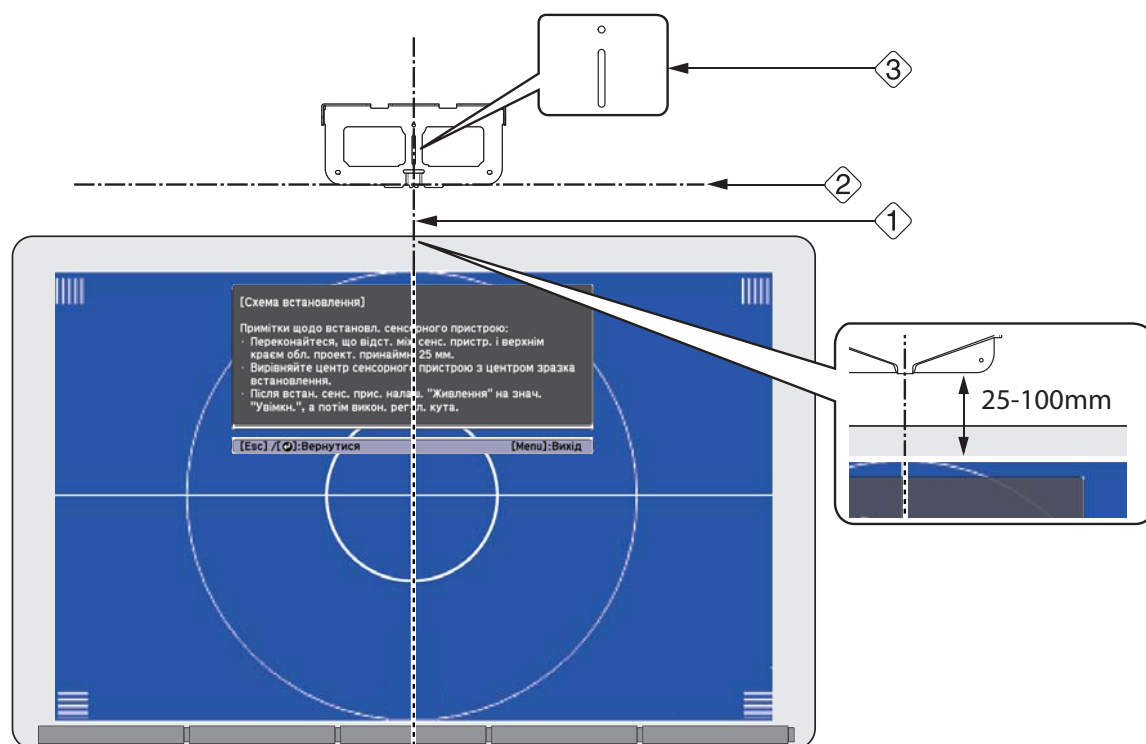 3
2
1
[Схема встановлення]
Примітки щодо встановл. сенсорного пристрою:
· Переконайтеся, що відст. між сенс. пристр. і верхнім
краєм обл. проект. принаймні 25 мм.
· Вирівняйте центр сенсорного пристрою з центром зразка
встановлення.
· Після встан. сенс. прис. налашт. "Живлення" на знач.
"Увімкн.", а потім викон. регул. кута.
[Esc] /[ ]:Вернутися [Menu]:Вихід
25-100mm